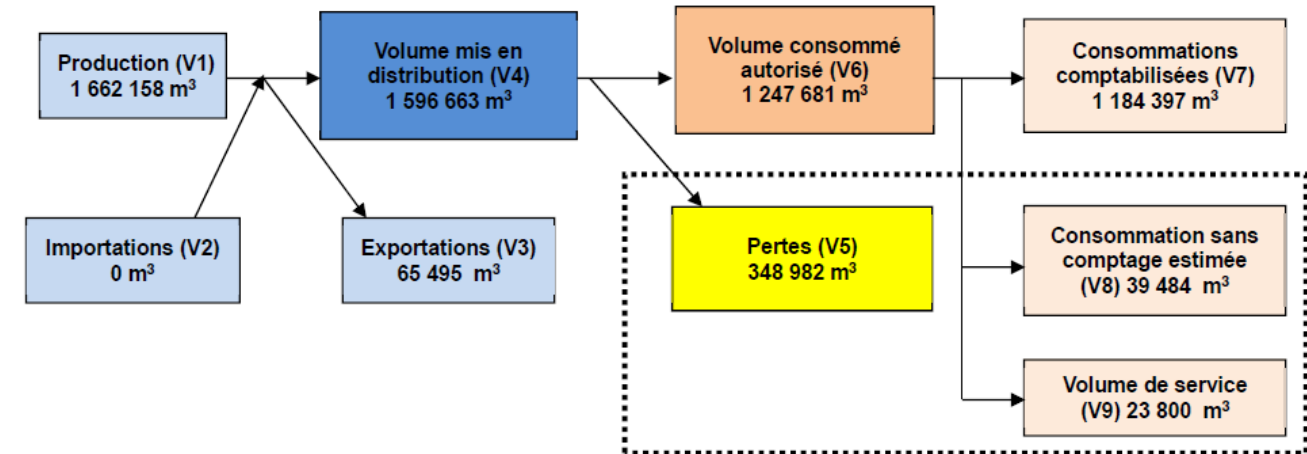 Production (V1)
1 662 158 m³
Volume mis en
distribution (V4)
1 596 663 m³
Volume consommé
autorisé (V6)
1 247 681 m³
Consommations
comptabilisées (V7)
1 184 397 m³
Importations (V2)
0 m³
Exportations (V3)
65 495 m³
Pertes (V5)
348 982 m³
Consommation sans
comptage estimée
(V8) 39 484 m³
Volume de service
(V9) 23 800 m³